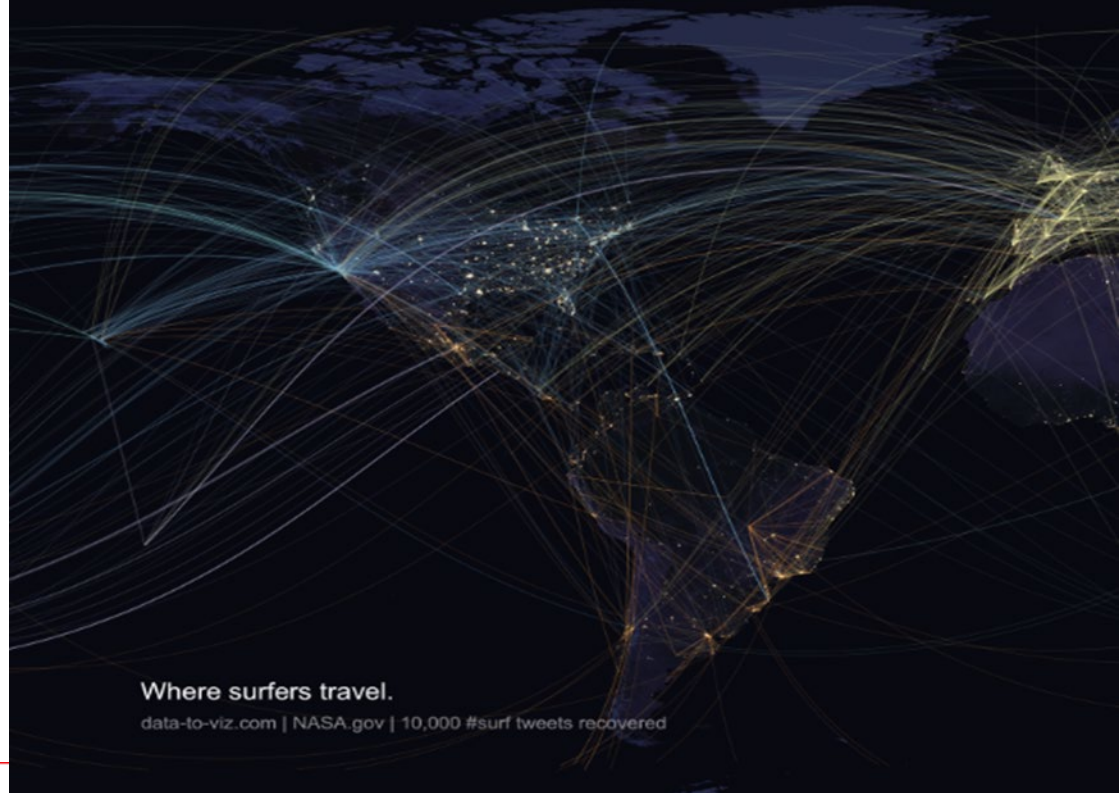 Where surfers travel.
data-to-viz.com | NASA.gov | 10,000 #surf tweets recovered